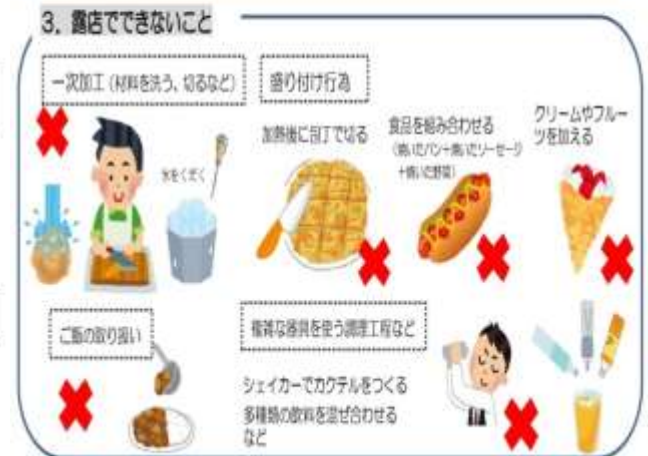 3. 露店でできないこと
一次加工（材料を洗う、切るなど）
氷をくだく
盛り付け行為
加熱後に包丁で切る
食品を組み合わせる
（焼いたパン＋焼いたソーセージ
＋焼いた野菜）
クリームやフルー
ツを加える
ご飯の取り扱い
複雑な器具を使う調理工程など
シェイカーでカクテルをつくる
多種類の飲料を混ぜ合わせる
など